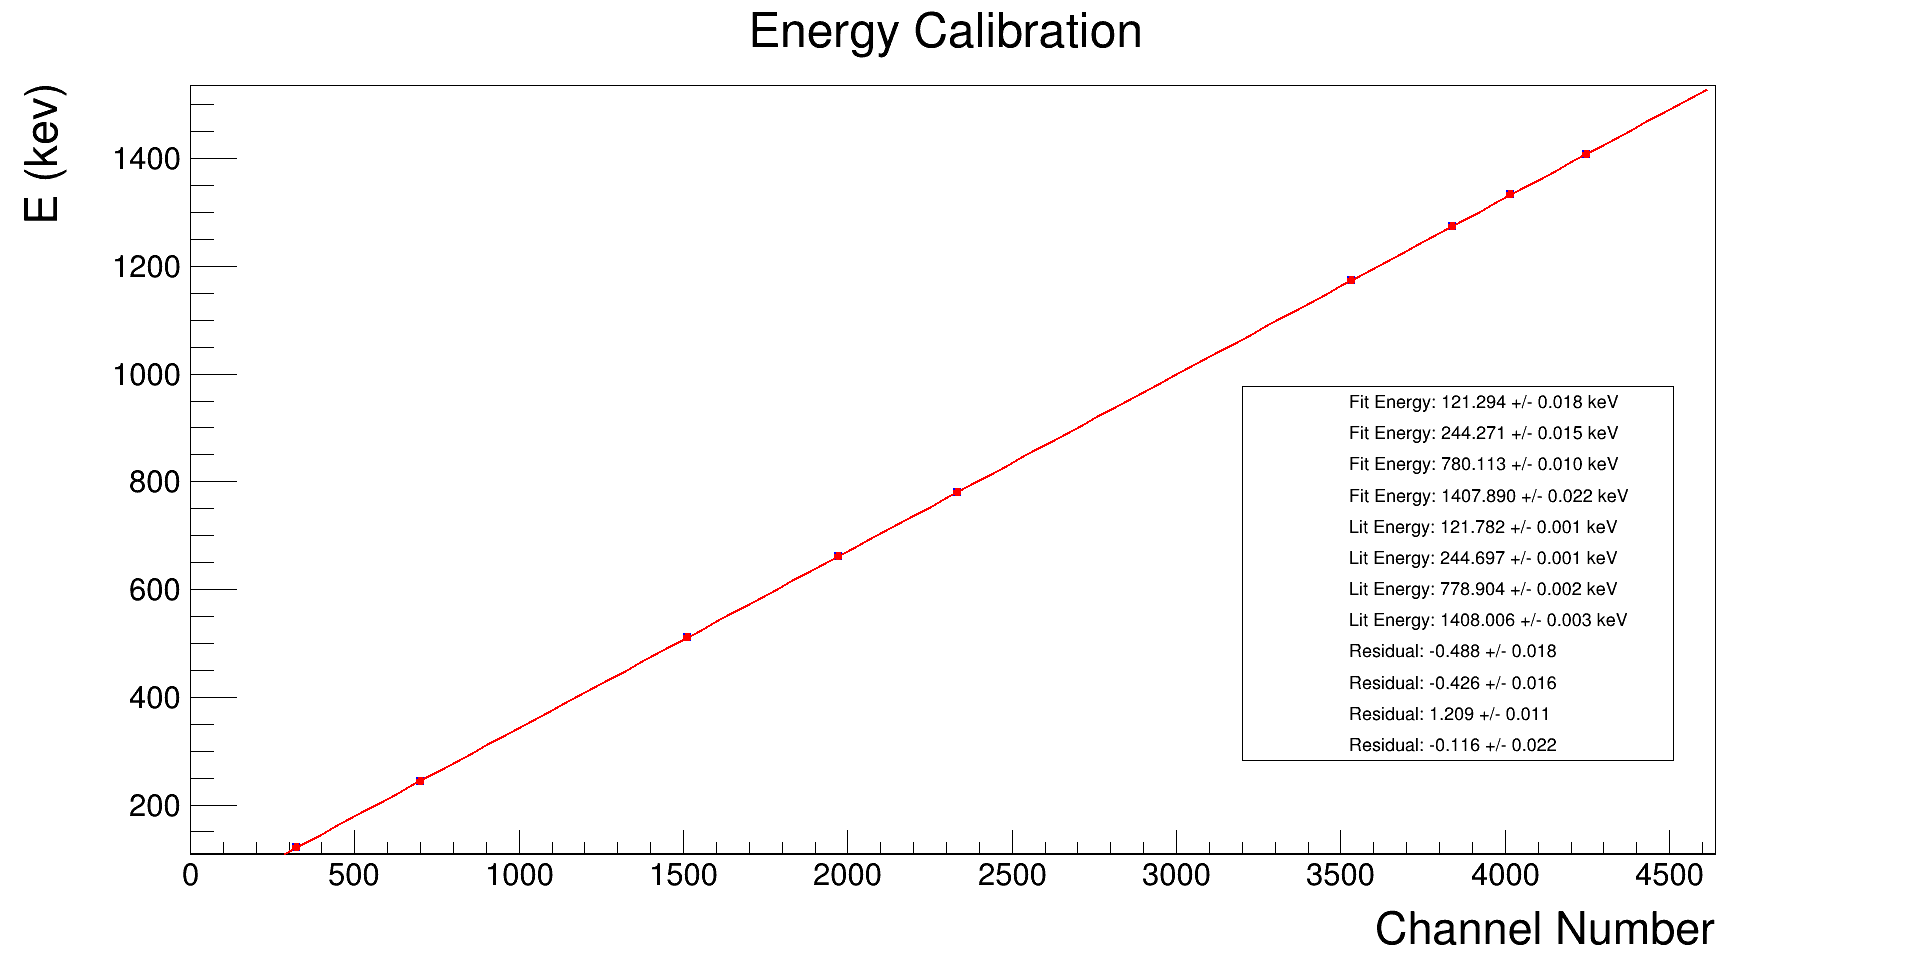 Energy Calibration
E (kev)
1400
1200
1000
800
600
400
200
Fit Energy: 121.294 +/- 0.018 keV
Fit Energy: 244.271 +/- 0.015 keV
Fit Energy: 780.113 +/- 0.010 keV
Fit Energy: 1407.890 +/- 0.022 keV
Lit Energy: 121.782 +/- 0.001 keV
Lit Energy: 244.697 +/- 0.001 keV
Lit Energy: 778.904 +/- 0.002 keV
Lit Energy: 1408.006 +/- 0.003 keV
Residual: -0.488 +/- 0.018
Residual: -0.426 +/- 0.016
Residual: 1.209 +/- 0.011
Residual: -0.116 +/- 0.022
0 500 1000 1500 2000 2500 3000 3500 4000 4500
Channel Number